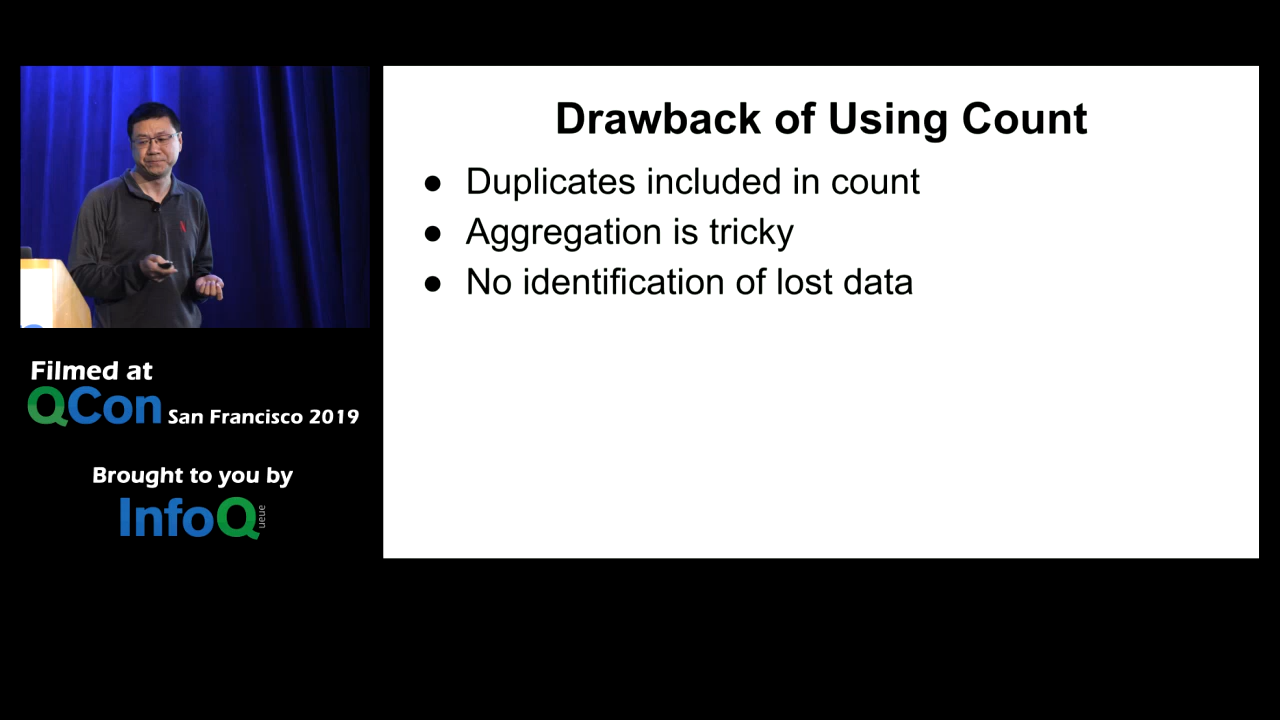 Drawback of Using Count
● Duplicates included in count
● Aggregation is tricky
● No identification of lost data
Filmed at
QCon San Francisco 2019
Brought to you by
InfoQ
ueue